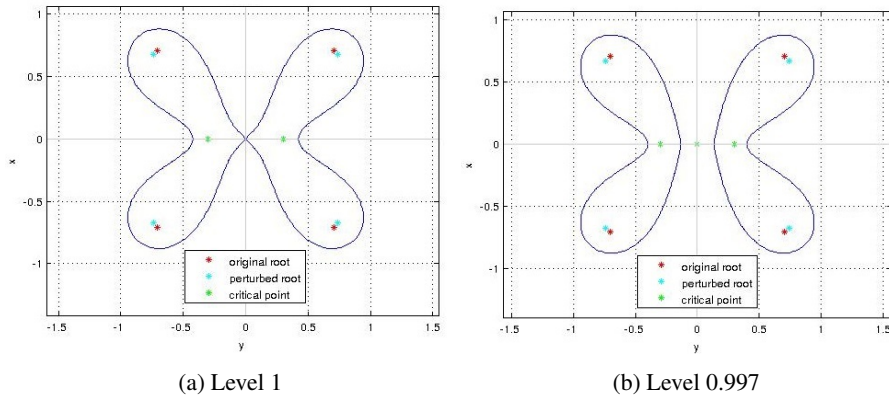 1
0.5
0
-0.5
-1
x
-1.5 -1 -0.5 0 0.5 1 1.5
y
original root
perturbed root
critical point
(a) Level 1
1
0.5
0
-0.5
-1
x
-1.5 -1 -0.5 0 0.5 1 1.5
y
original root
perturbed root
critical point
(b) Level 0.997